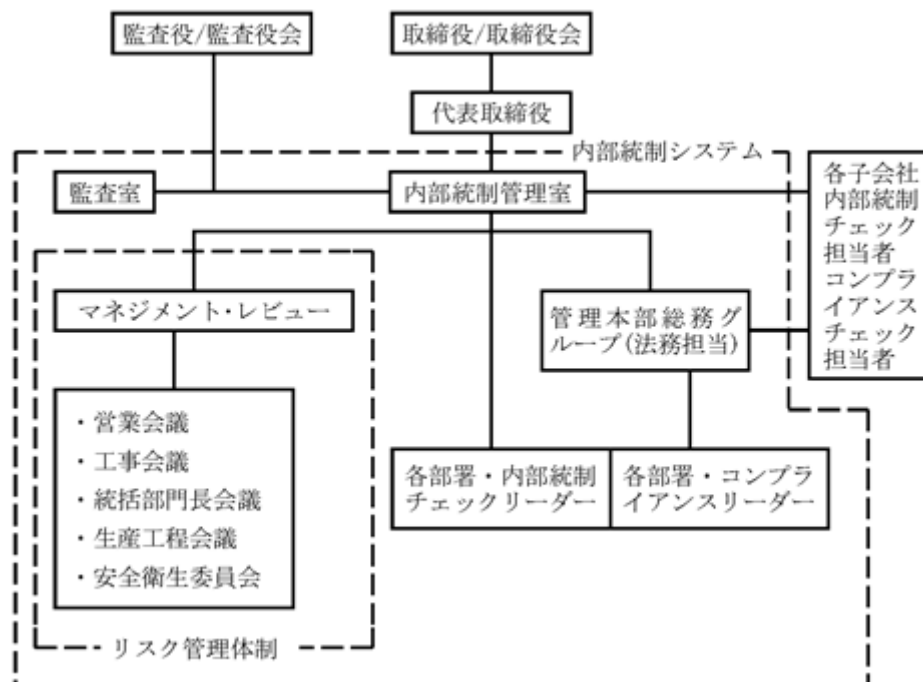 監査役/監査役会
取締役/取締役会
代表取締役
内部統制システム
監査室
内部統制管理室
各子会社
内部統制
チェック
担当者
コンプラ
イアンス
チェック
担当者
マネジメント・レビュー
管理本部総務グ
ループ(法務担当)
・営業会議
・工事会議
・統括部門長会議
・生産工程会議
・安全衛生委員会
各部署・内部統制
チェックリーダー
各部署・コンプラ
イアンスリーダー
リスク管理体制